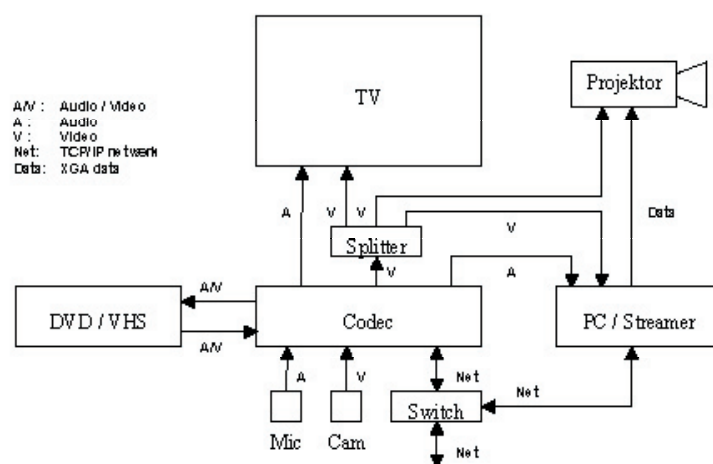 TV
Projektor
A/V : Audio / Video
A : Audio
V : Video
Net: TCP/IP network
Data: XGA data
A
V
V
Data
V
Splitter
V
A
A/V
DVD / VHS
Codec
PC / Streamer
A/V
A
V
Net
Net
Switch
Mic
Cam
Net